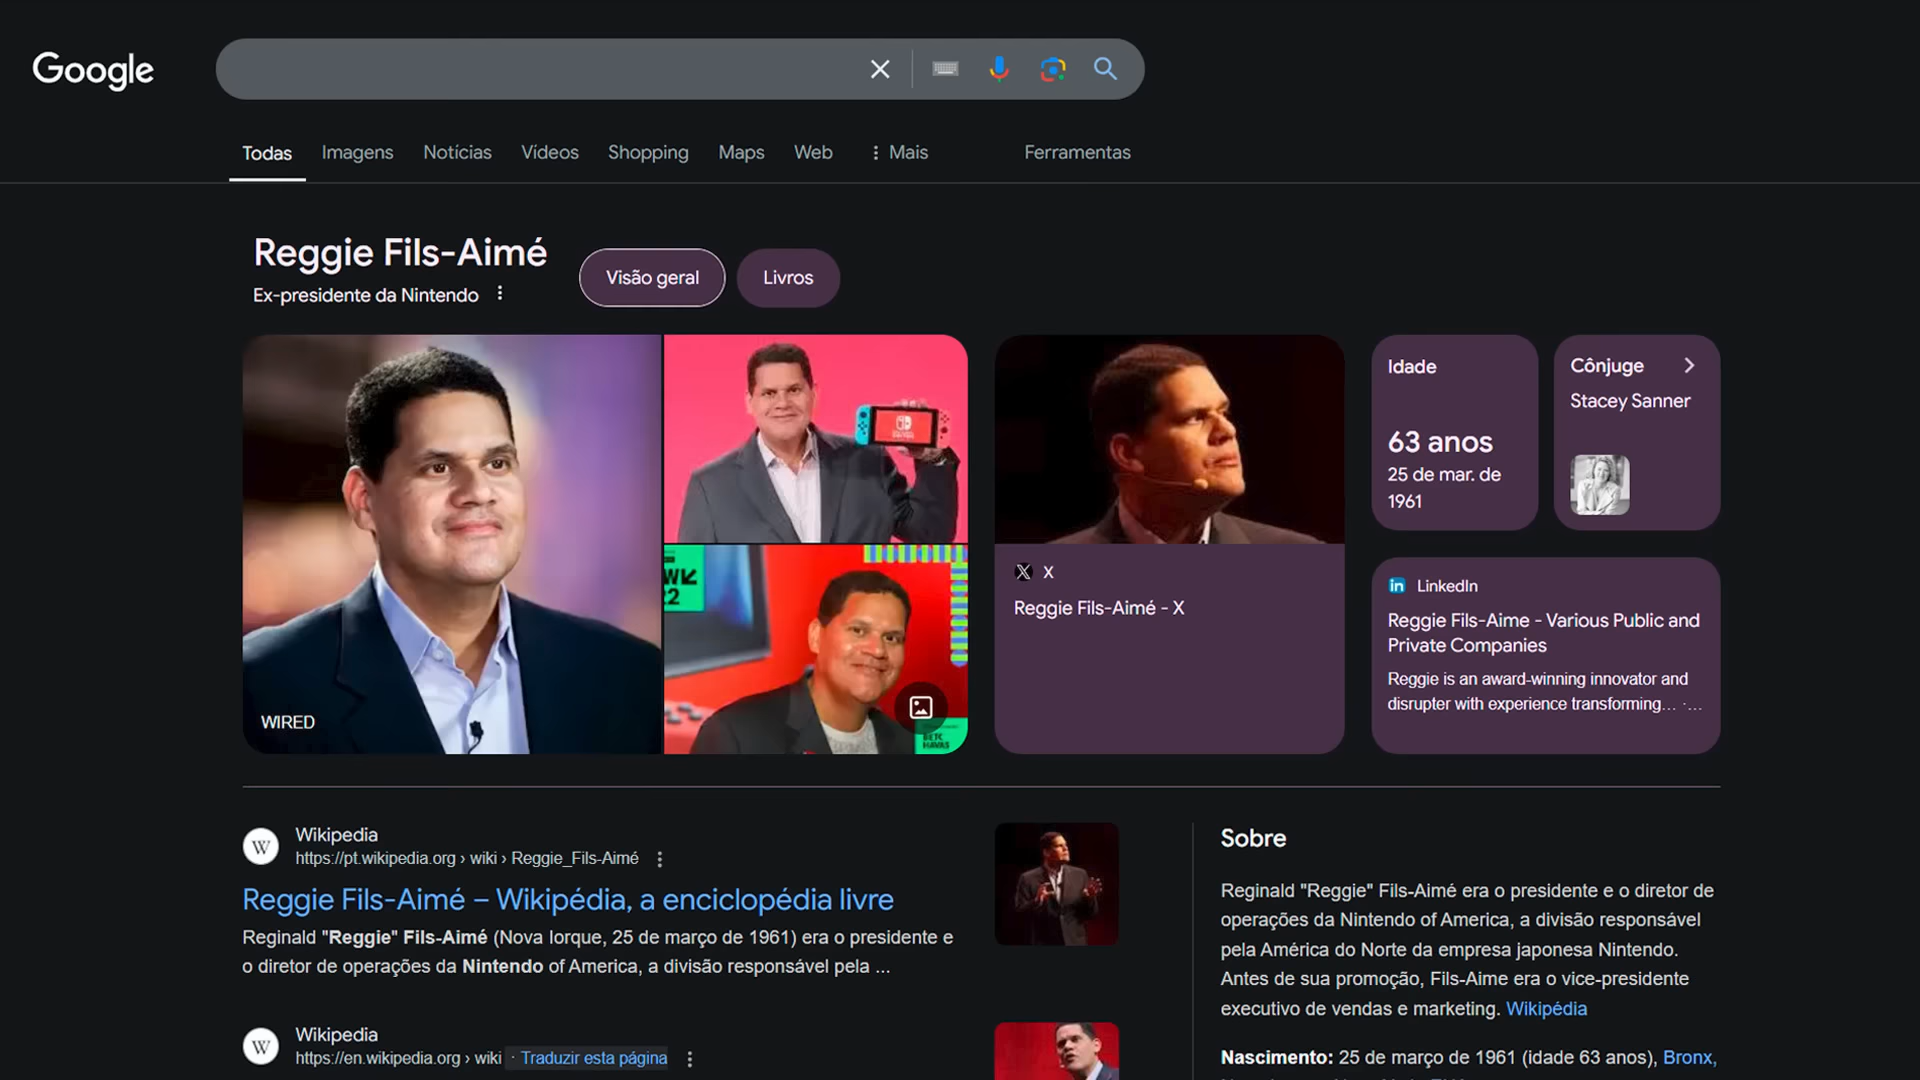 Google
Todas
Imagens
Notícias
Vídeos
Shopping
Maps
Web
Mais
Ferramentas
Reggie Fils-Aimé
Ex-presidente da Nintendo
Visão geral
Livros
WIRED
BETC
HAVAS
X
Reggie Fils-Aimé - X
Idade
63 anos
25 de mar. de
1961
Cônjuge
Stacey Sanner
LinkedIn
Reggie Fils-Aime - Various Public and
Private Companies
Reggie is an award-winning innovator and
disrupter with experience transforming... ·...
Wikipedia
https://pt.wikipedia.org › wiki › Reggie_Fils-Aimé
Reggie Fils-Aimé – Wikipédia, a enciclopédia livre
Reginald "Reggie" Fils-Aimé (Nova Iorque, 25 de março de 1961) era o presidente e
o diretor de operações da Nintendo of America, a divisão responsável pela ...
Wikipedia
https://en.wikipedia.org › wiki · Traduzir esta página
Sobre
Reginald "Reggie" Fils-Aimé era o presidente e o diretor de
operações da Nintendo of America, a divisão responsável
pela América do Norte da empresa japonesa Nintendo.
Antes de sua promoção, Fils-Aime era o vice-presidente
executivo de vendas e marketing. Wikipédia
Nascimento: 25 de março de 1961 (idade 63 anos), Bronx,